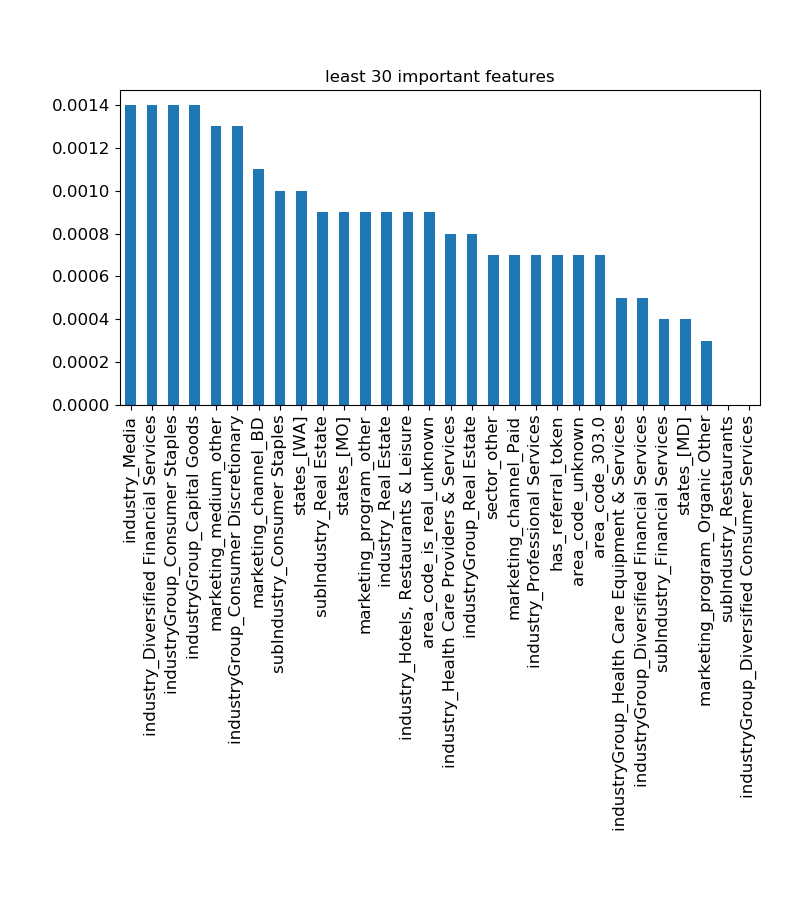 least 30 important features
0.0014
0.0012
0.0010
0.0008
0.0006
0.0004
0.0002
0.0000
industry_Media
industry_Diversified Financial Services
industryGroup_Consumer Staples
industryGroup_Capital Goods
marketing_medium_other
industryGroup_Consumer Discretionary
marketing_channel_BD
subIndustry_Consumer Staples
states_[WA]
subIndustry_Real Estate
states_[MO]
marketing_program_other
industry_Real Estate
industry_Hotels, Restaurants & Leisure
area_code_is_real_unknown
industry_Health Care Providers & Services
industryGroup_Real Estate
sector_other
marketing_channel_Paid
industry_Professional Services
has_referral_token
area_code_unknown
area_code_303.0
industryGroup_Health Care Equipment & Services
industryGroup_Diversified Financial Services
subIndustry_Financial Services
states_[MD]
marketing_program_Organic Other
subIndustry_Restaurants
industryGroup_Diversified Consumer Services